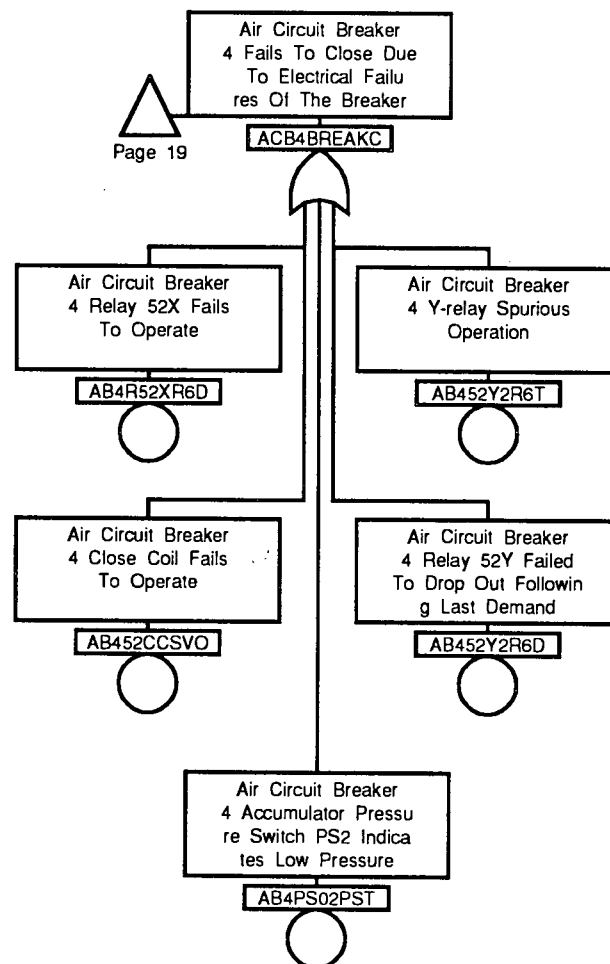 Air Circuit Breaker
4 Fails To Close Due
To Electrical Failu
res Of The Breaker
Page 19
ACB4BREAKC
Air Circuit Breaker
4 Relay 52X Fails
To Operate
AB4R52XR6D
Air Circuit Breaker
4 Y-relay Spurious
Operation
AB452Y2R6T
Air Circuit Breaker
4 Close Coil Fails
To Operate
AB452CCSVO
Air Circuit Breaker
4 Relay 52Y Failed
To Drop Out Followin
g Last Demand
AB452Y2R6D
Air Circuit Breaker
4 Accumulator Pressu
re Switch PS2 Indica
tes Low Pressure
AB4PS02PST